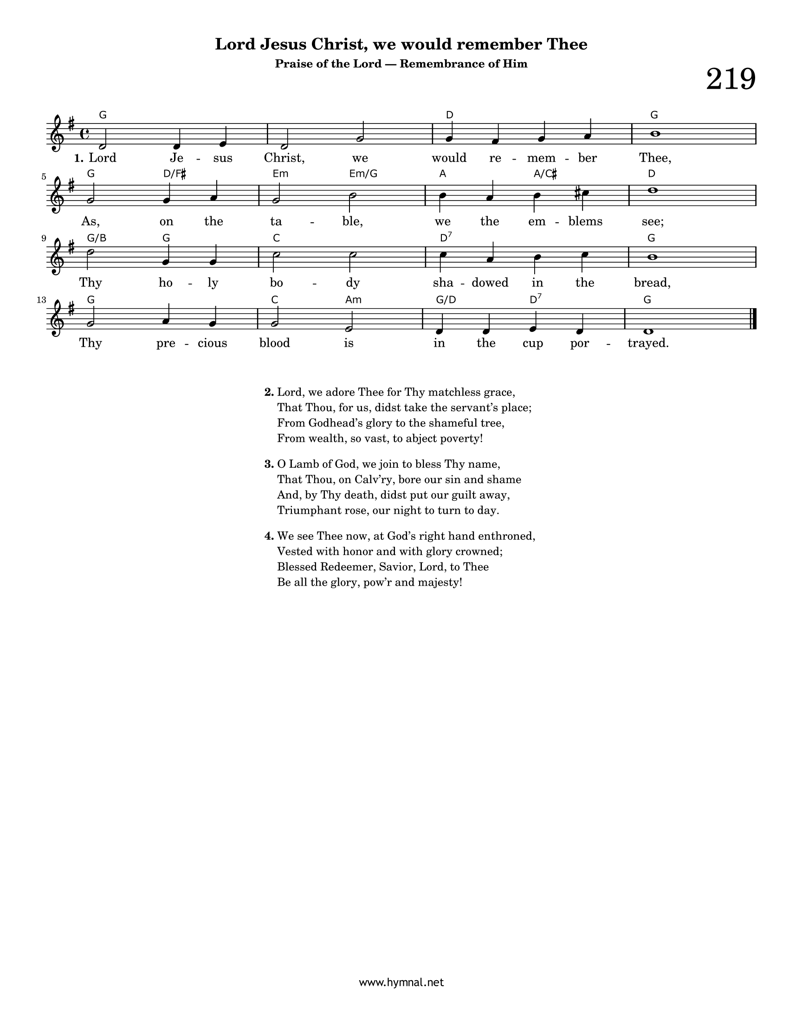 Lord Jesus Christ, we would remember Thee
Praise of the Lord — Remembrance of Him
219
G D G
1. Lord Je - sus Christ, we would re - mem - ber Thee,
5
G D/F♯ Em Em/G A A/C♯ D
As, on the ta - ble, we the em - blems see;
9
G/B G C D7 G
Thy ho - ly bo - dy sha - dowed in the bread,
13
G C Am G/D D7 G
Thy pre - cious blood is in the cup por - trayed.
2. Lord, we adore Thee for Thy matchless grace,
That Thou, for us, didst take the servant's place;
From Godhead's glory to the shameful tree,
From wealth, so vast, to abject poverty!
3. O Lamb of God, we join to bless Thy name,
That Thou, on Calv'ry, bore our sin and shame
And, by Thy death, didst put our guilt away,
Triumphant rose, our night to turn to day.
4. We see Thee now, at God's right hand enthroned,
Vested with honor and with glory crowned;
Blessed Redeemer, Savior, Lord, to Thee
Be all the glory, pow'r and majesty!
www.hymnal.net